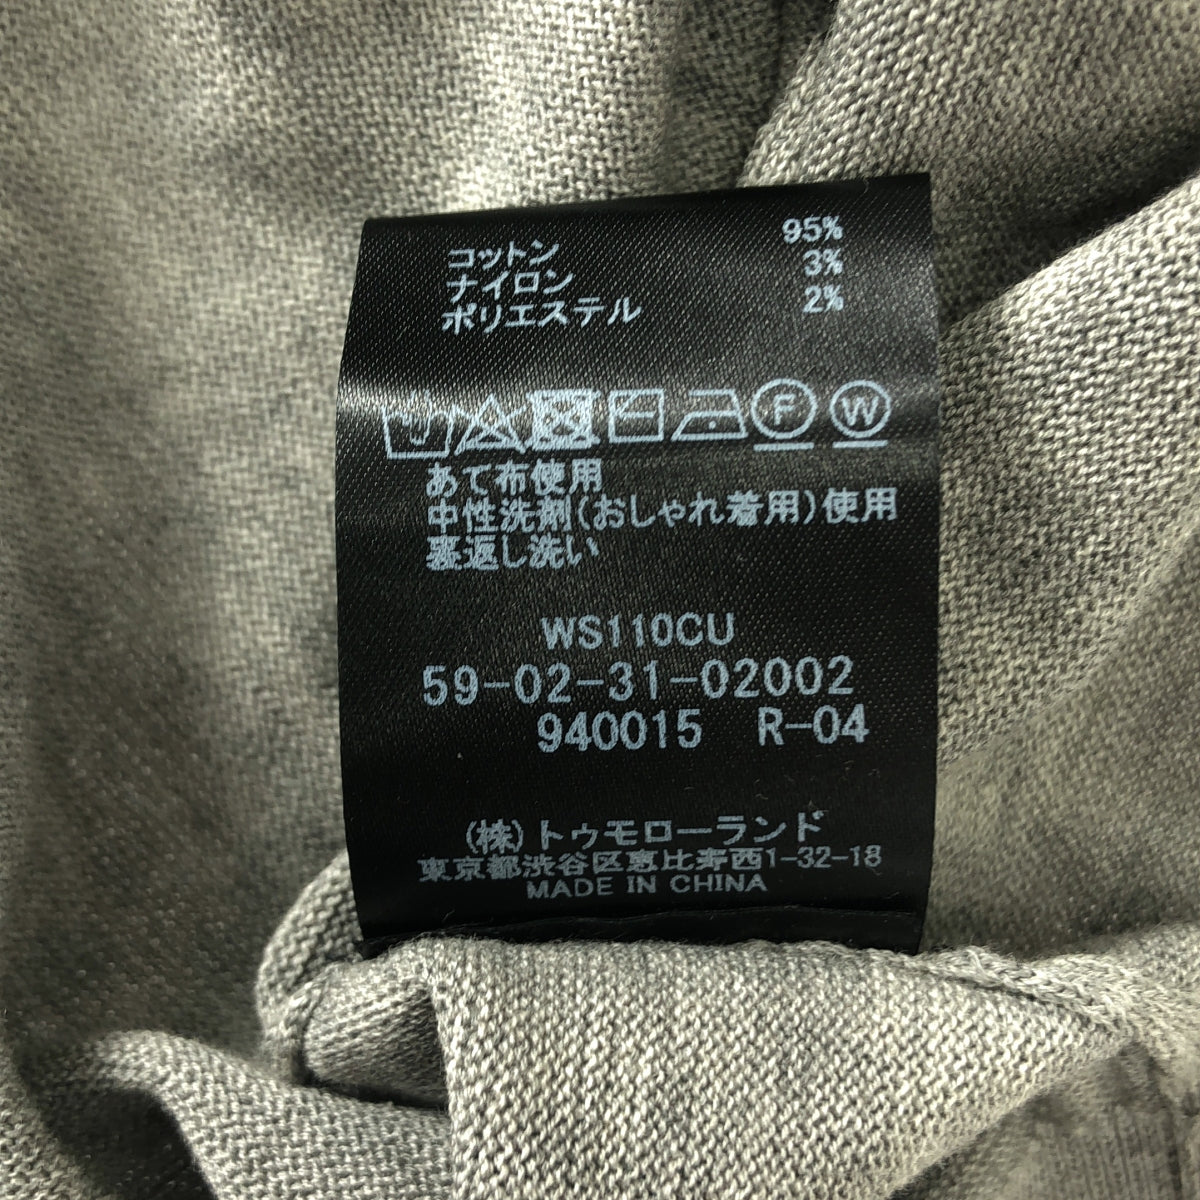 コットン 95%
ナイロン 3%
ポリエステル 2%
F W
あて布使用
中性洗剤(おしゃれ着用)使用
裏返し洗い
WS110CU
59-02-31-02002
940015 R-04
(株)トゥモローランド
東京都渋谷区恵比寿西1-32-18
MADE IN CHINA